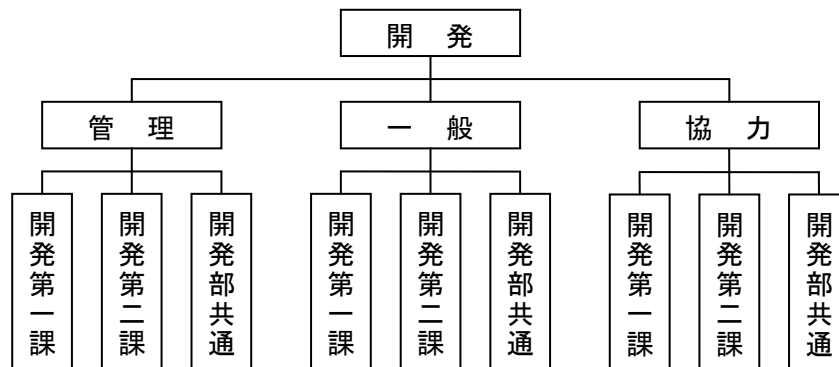 開 発
管 理
一 般
協 力
開発第一課
開発第二課
開発部共通
開発第一課
開発第二課
開発部共通
開発第一課
開発第二課
開発部共通